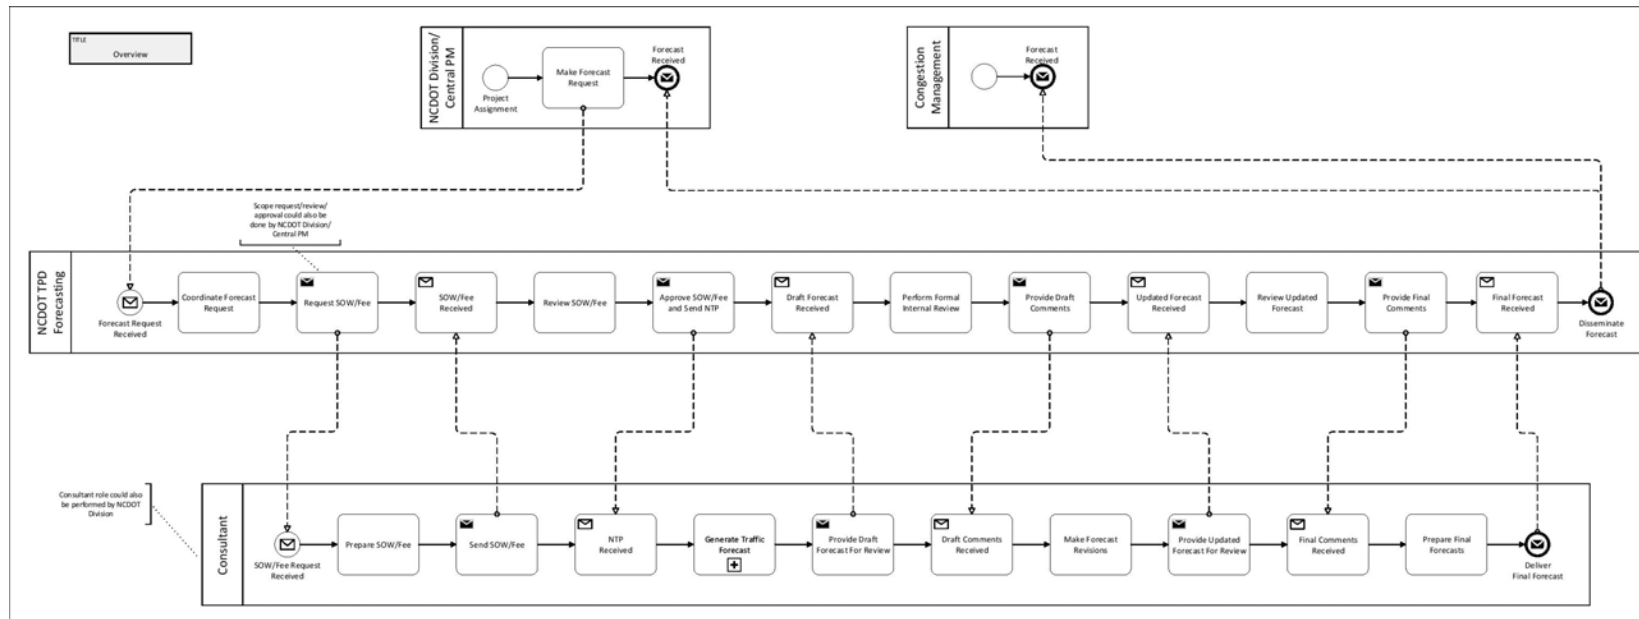 TITLE
Overview
NCDOT Division/
Central PM
Project
Assignment
Make Forecast
Request
Forecast
Received
Congestion
Management
Forecast
Received
Scope request/review/
approval could also be
done by NCDOT Division/
Central PM
NCDOT TPD
Forecasting
Forecast Request
Received
Coordinate Forecast
Request
Request SOW/Fee
SOW/Fee
Received
Review SOW/Fee
Approve SOW/Fee
and Send NTP
Draft Forecast
Received
Perform Formal
Internal Review
Provide Draft
Comments
Updated Forecast
Received
Review Updated
Forecast
Provide Final
Comments
Final Forecast
Received
Disseminate
Forecast
Consultant role could also
be performed by NCDOT
Division
Consultant
SOW/Fee Request
Received
Prepare SOW/Fee
Send SOW/Fee
NTP
Received
Generate Traffic
Forecast
Provide Draft
Forecast For Review
Draft Comments
Received
Make Forecast
Revisions
Provide Updated
Forecast For Review
Final Comments
Received
Prepare Final
Forecasts
Deliver
Final Forecast